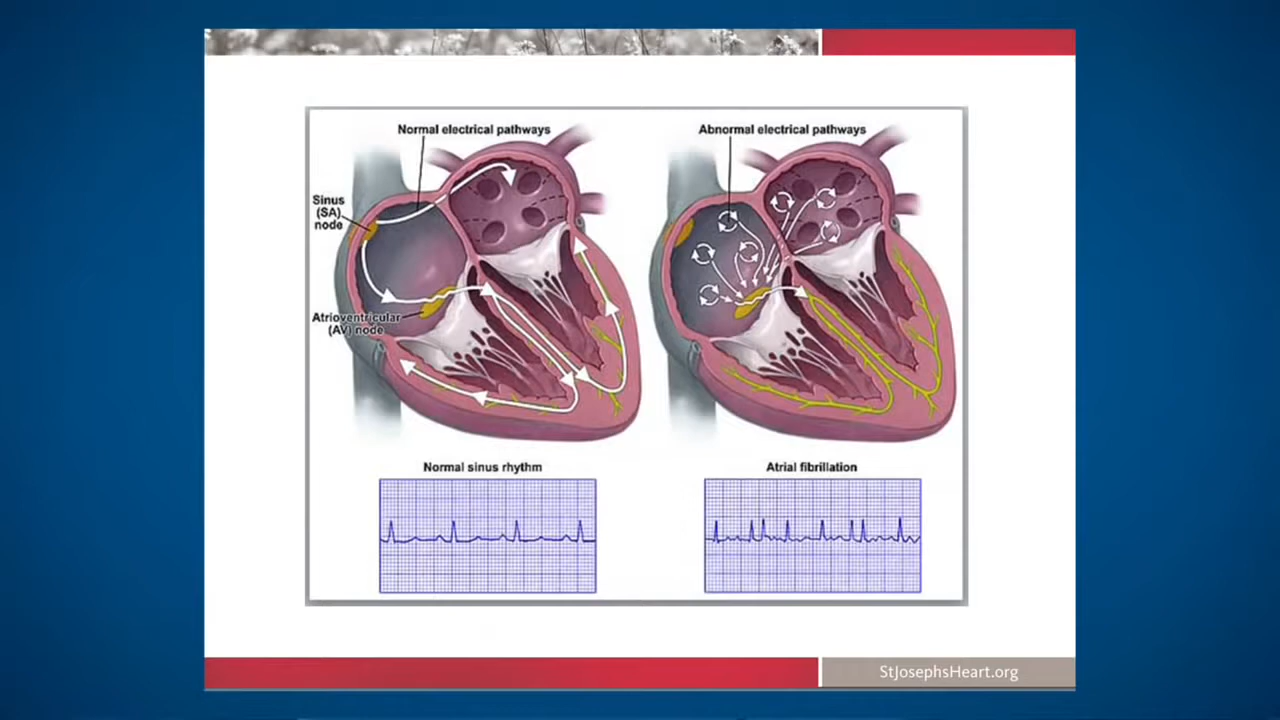 Normal electrical pathways
Sinus
(SA)
node
Atrioventricular
(AV) node
Abnormal electrical pathways
Normal sinus rhythm
Atrial fibrillation
StJosephsHeart.org